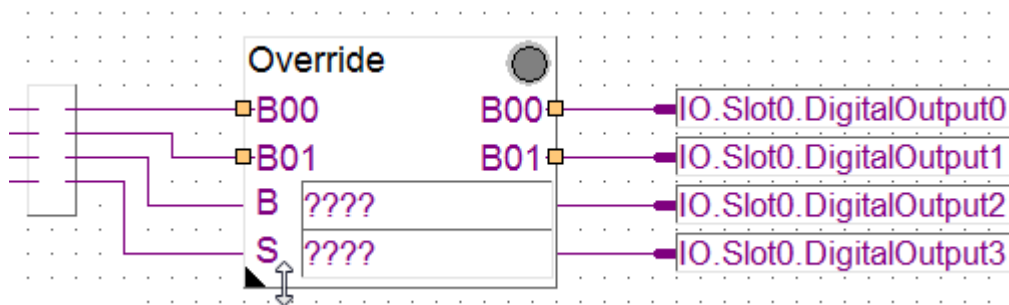 Override
B00 B00 IO.Slot0.DigitalOutput0
B01 B01 IO.Slot0.DigitalOutput1
B ???? IO.Slot0.DigitalOutput2
S ???? IO.Slot0.DigitalOutput3